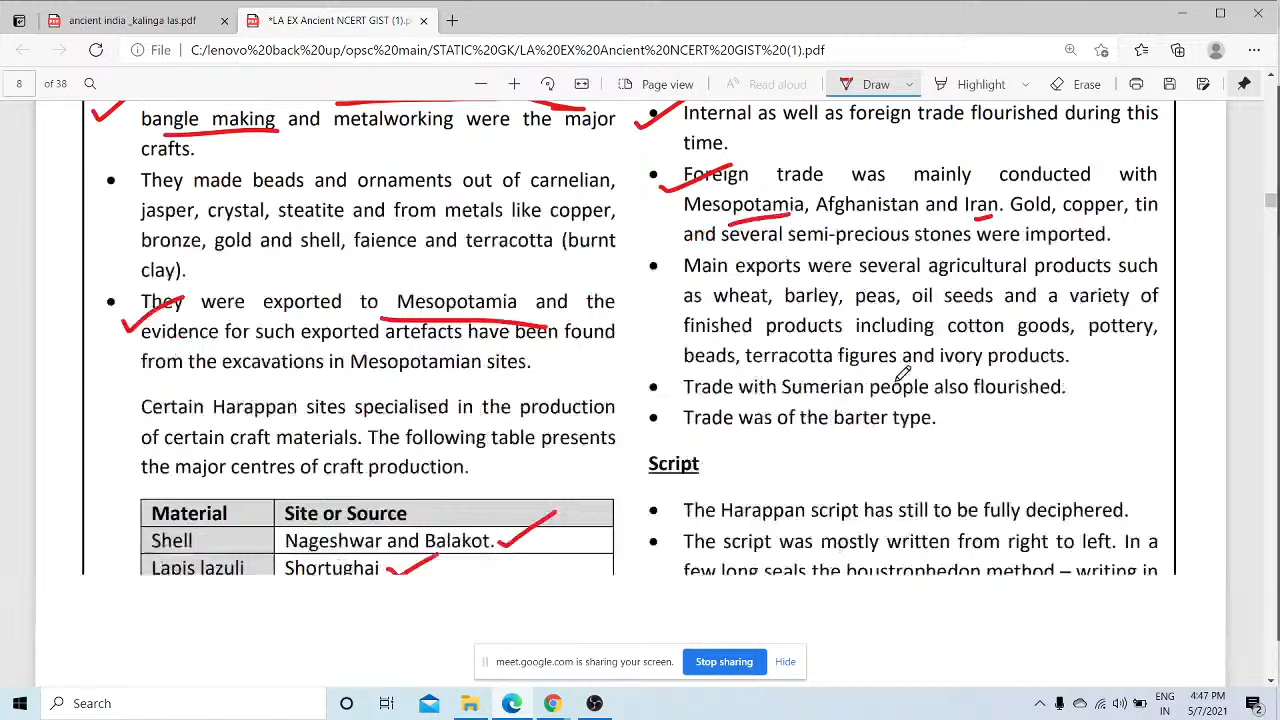 ancient india _kalinga las.pdf
*LA EX Ancient NCERT GIST (1).p
File
C:/lenovo%20back%20up/opsc%20main/STATIC%20GK/LA%20EX%20Ancient%20NCERT%20GIST%20(1).pdf
8 of 38
Page view
Read aloud
Draw
Highlight
Erase
bangle making and metalworking were the major
crafts.
They made beads and ornaments out of carnelian,
jasper, crystal, steatite and from metals like copper,
bronze, gold and shell, faience and terracotta (burnt
clay).
They were exported to Mesopotamia and the
evidence for such exported artefacts have been found
from the excavations in Mesopotamian sites.
Certain Harappan sites specialised in the production
of certain craft materials. The following table presents
the major centres of craft production.
Material Site or Source
Shell Nageshwar and Balakot.
Lapis lazuli Shortughai
Internal as well as foreign trade flourished during this
time.
Foreign trade was mainly conducted with
Mesopotamia, Afghanistan and Iran. Gold, copper, tin
and several semi-precious stones were imported.
Main exports were several agricultural products such
as wheat, barley, peas, oil seeds and a variety of
finished products including cotton goods, pottery,
beads, terracotta figures and ivory products.
Trade with Sumerian people also flourished.
Trade was of the barter type.
Script
The Harappan script has still to be fully deciphered.
The script was mostly written from right to left. In a
few long seals the boustrophedon method – writing in
meet.google.com is sharing your screen.
Stop sharing
Hide
Search
ENG
IN
4:47 PM
5/7/2021
2